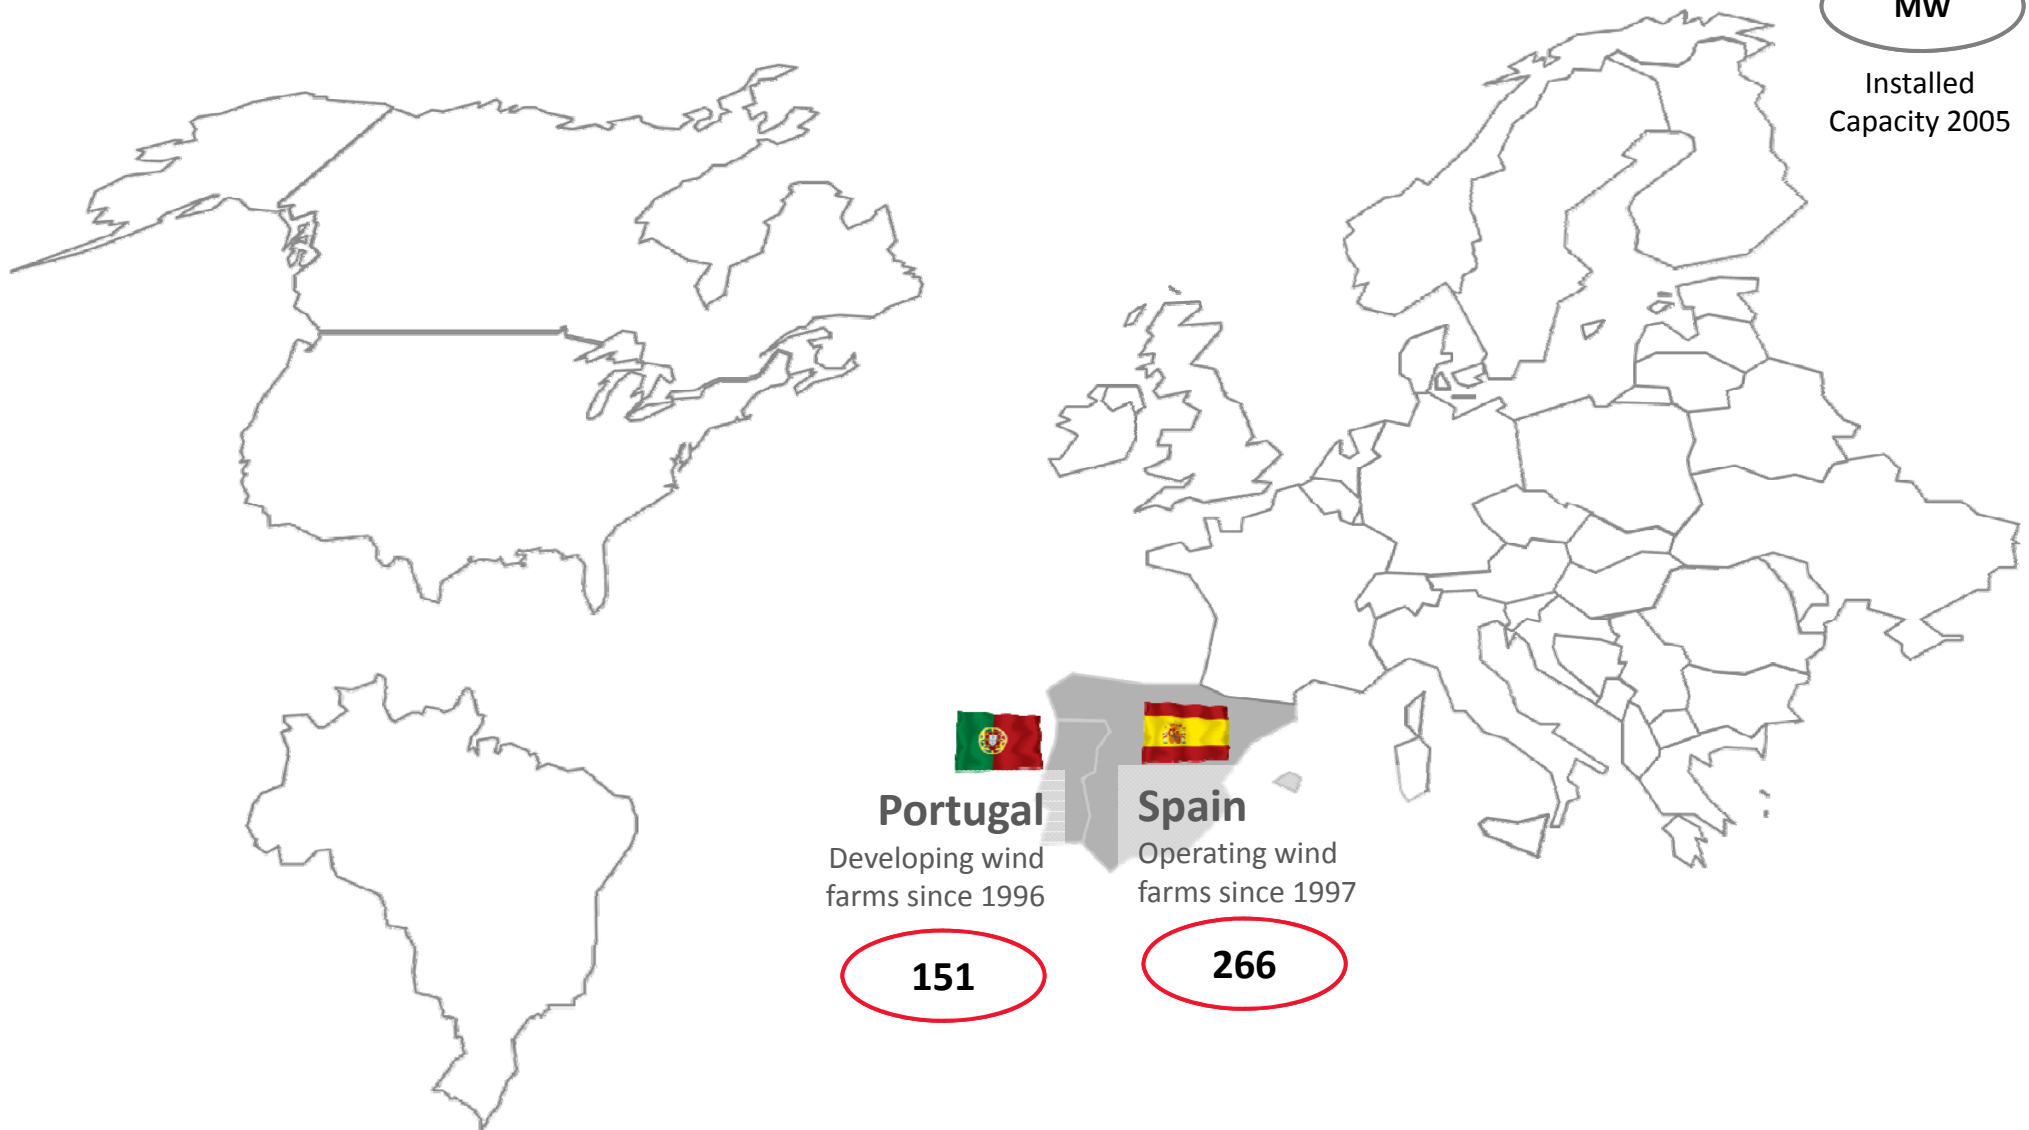 MW
Installed
Capacity 2005
Portugal
Developing wind
farms since 1996
151
Spain
Operating wind
farms since 1997
266